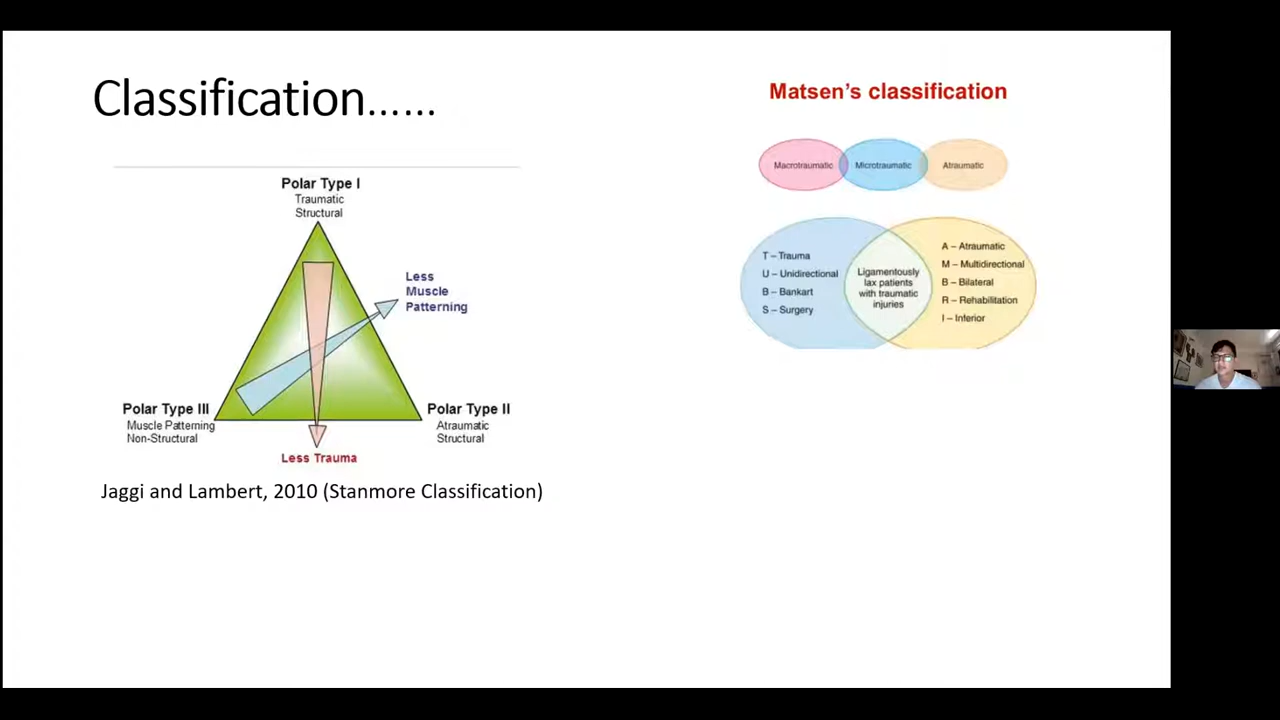 Classification......
Polar Type I
Traumatic
Structural
Less
Muscle
Patterning
Polar Type III
Muscle Patterning
Non-Structural
Polar Type II
Atraumatic
Structural
Less Trauma
Jaggi and Lambert, 2010 (Stanmore Classification)
Matsen's classification
Macrotraumatic
Microtraumatic
Atraumatic
T – Trauma
U – Unidirectional
B – Bankart
S – Surgery
Ligamentously
lax patients
with traumatic
injuries
A – Atraumatic
M – Multidirectional
B – Bilateral
R – Rehabilitation
I – Inferior